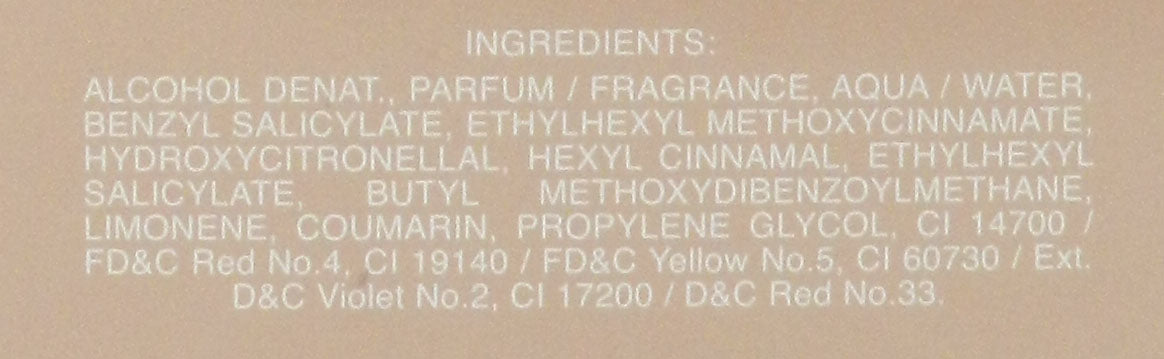 INGREDIENTS:
ALCOHOL DENAT., PARFUM / FRAGRANCE, AQUA / WATER,
BENZYL SALICYLATE, ETHYLHEXYL METHOXYCINNAMATE,
HYDROXYCITRONELLAL, HEXYL CINNAMAL, ETHYLHEXYL
SALICYLATE, BUTYL METHOXYDIBENZOYLMETHANE,
LIMONENE, COUMARIN, PROPYLENE GLYCOL, CI 14700 /
FD&C Red No.4, CI 19140 / FD&C Yellow No.5, CI 60730 / Ext.
D&C Violet No.2, CI 17200 / D&C Red No.33.